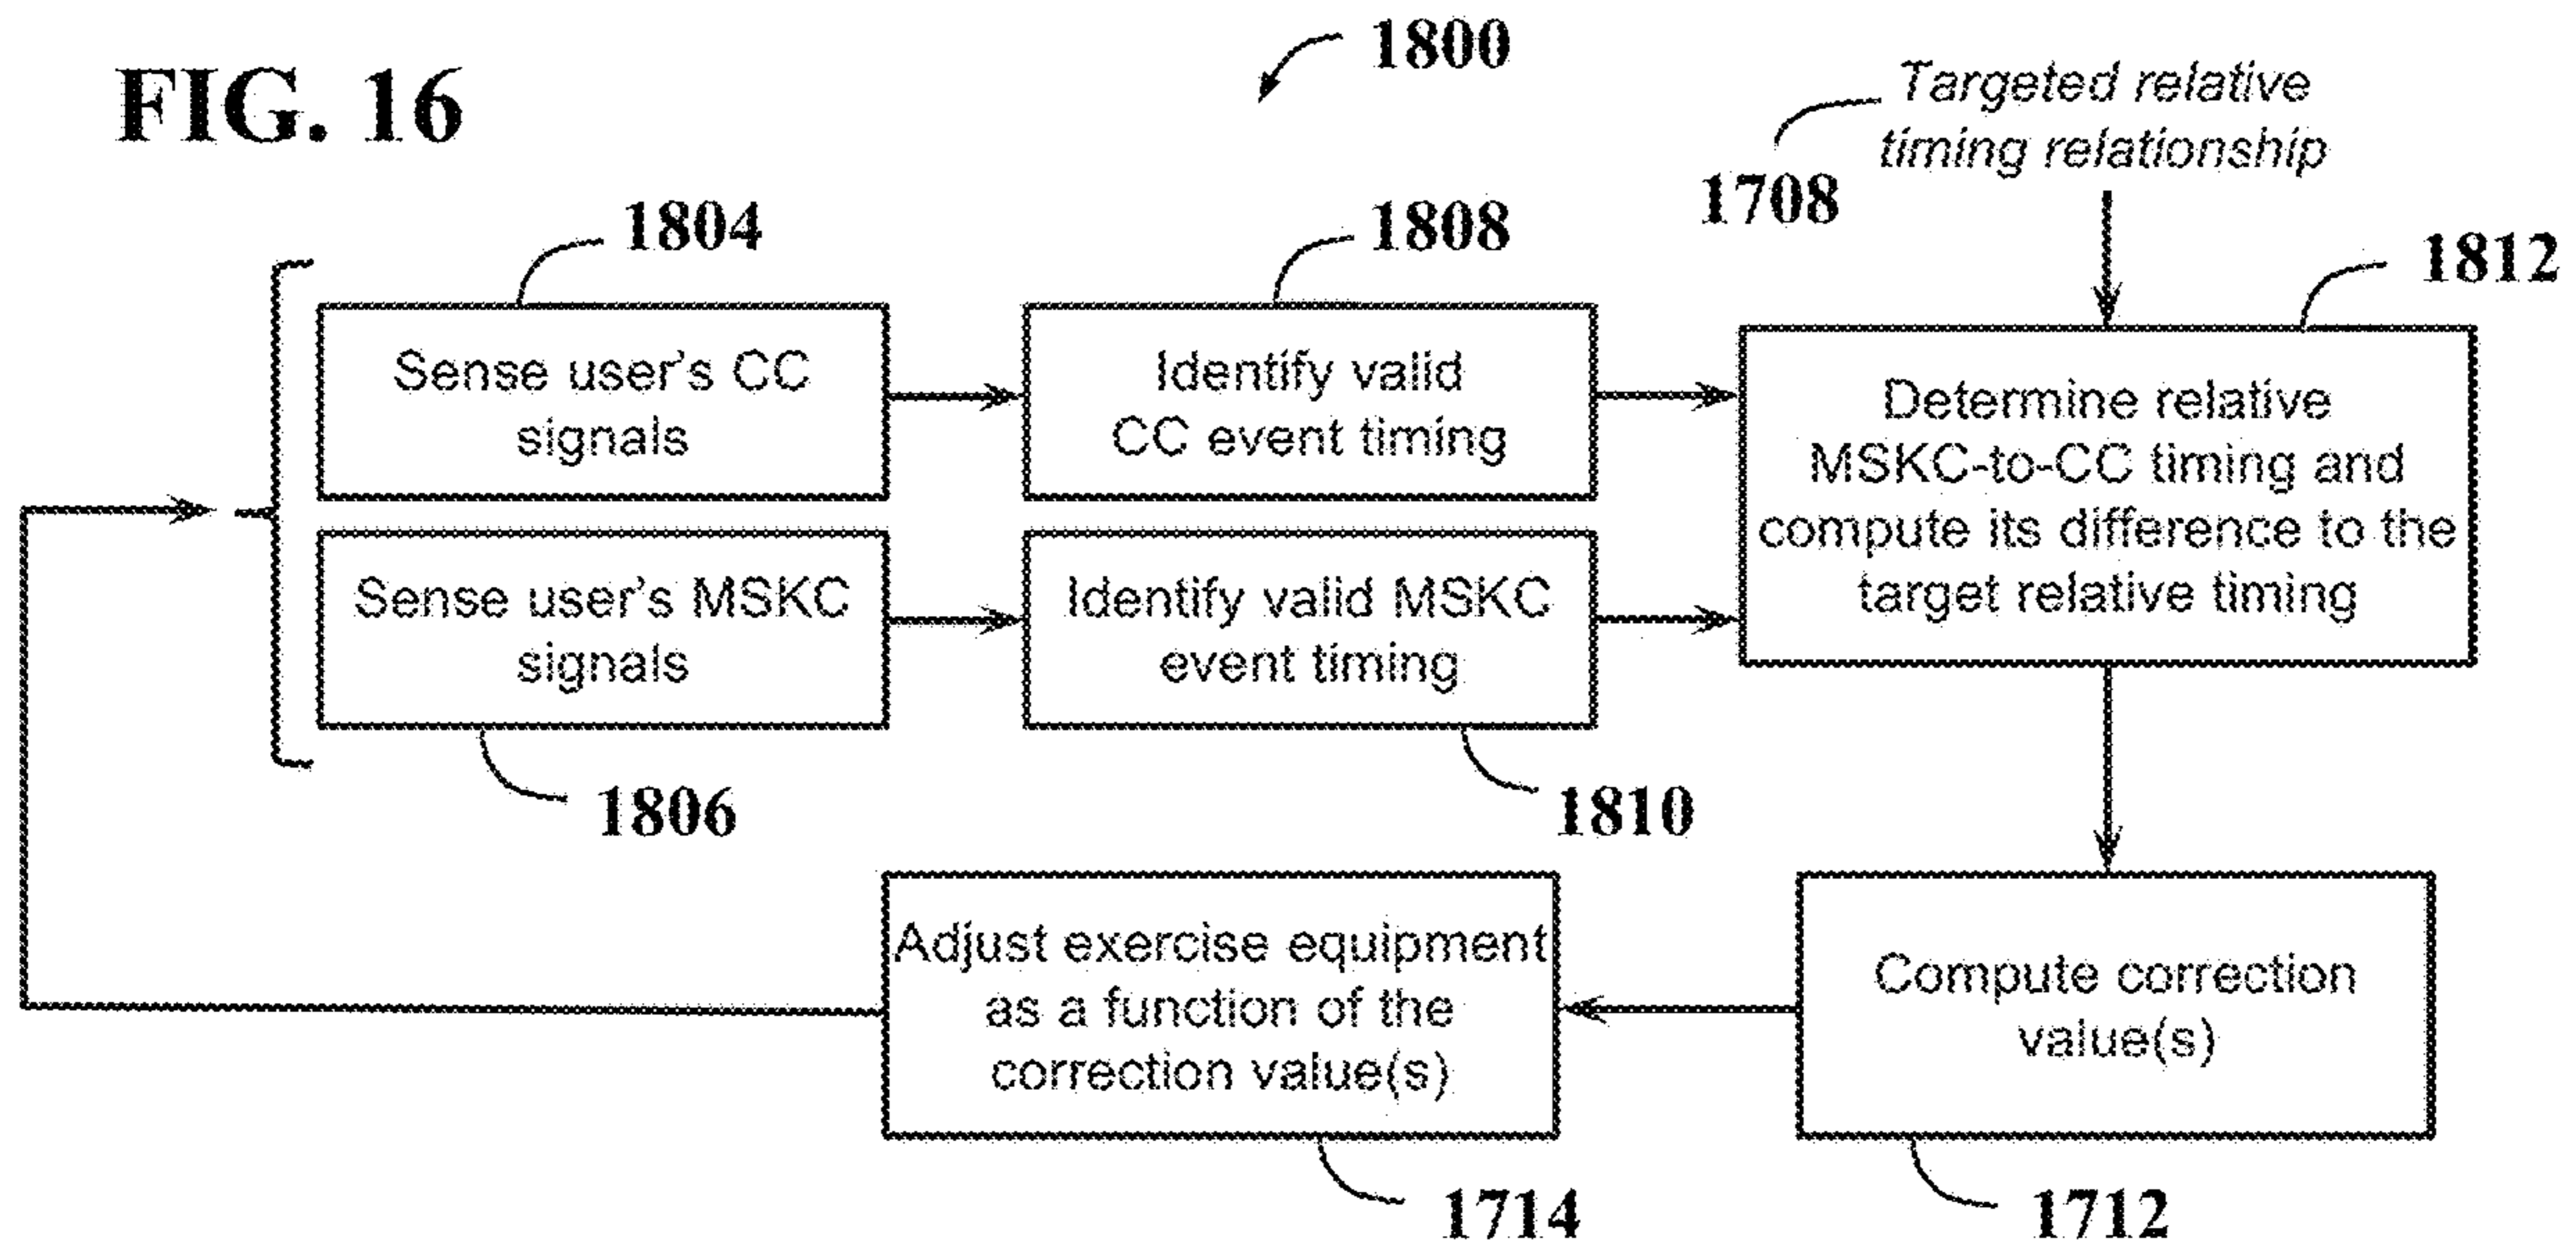 FIG. 16
1800
Targeted relative
timing relationship
1708
1804
1808
1812
Sense user's CC
signals
Identify valid
CC event timing
Determine relative
MSKC-to-CC timing and
compute its difference to the
target relative timing
Sense user's MSKC
signals
Identify valid MSKC
event timing
1806
1810
Adjust exercise equipment
as a function of the
correction value(s)
Compute correction
value(s)
1714
1712